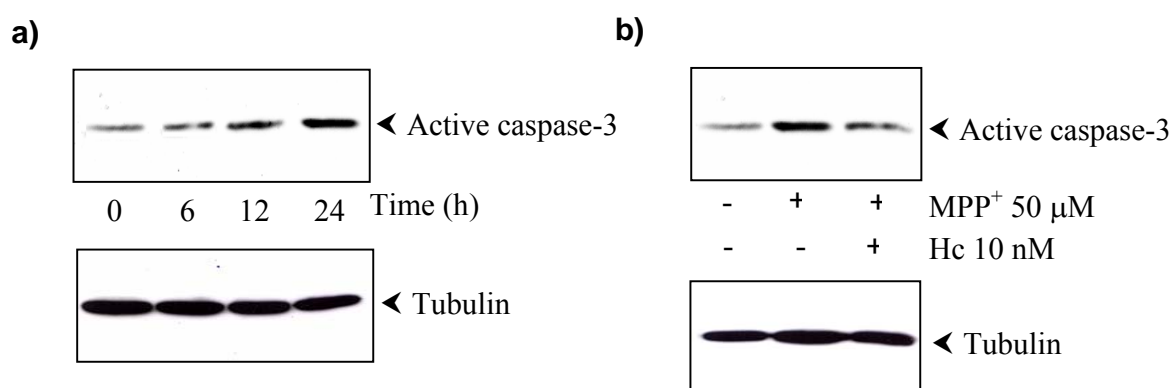 a)
Active caspase-3
0 6 12 24 Time (h)
Tubulin
b)
Active caspase-3
- + + MPP⁺ 50 μM
- - + Hc 10 nM
Tubulin